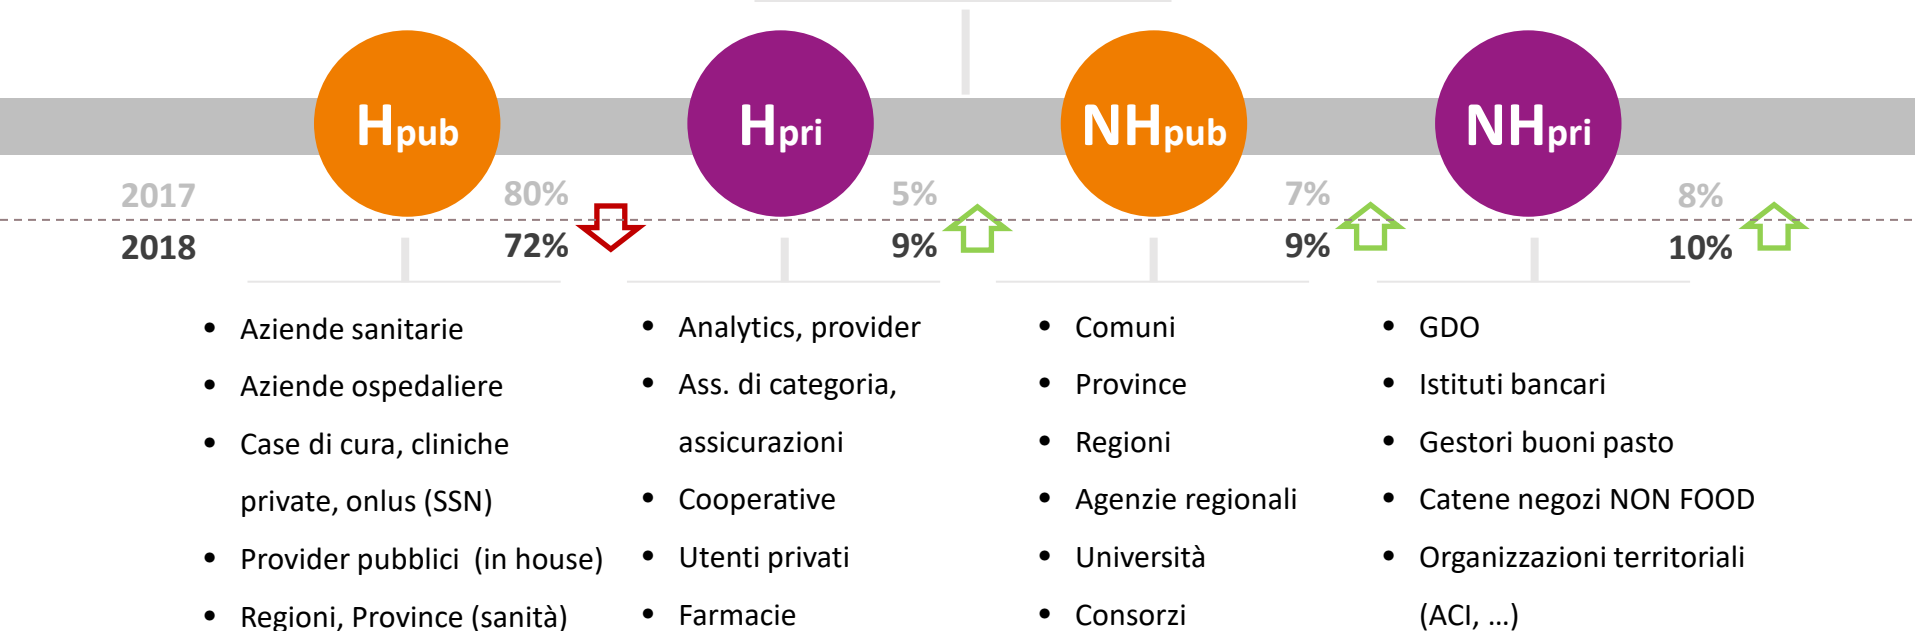 Hpub
Hpri
NHpub
NHpri
2017
80%
5%
7%
8%
2018
72%
9%
9%
10%
• Aziende sanitarie
• Aziende ospedaliere
• Case di cura, cliniche
private, onlus (SSN)
• Provider pubblici (in house)
• Regioni, Province (sanità)
• Analytics, provider
• Ass. di categoria,
assicurazioni
• Cooperative
• Utenti privati
• Farmacie
• Comuni
• Province
• Regioni
• Agenzie regionali
• Università
• Consorzi
• GDO
• Istituti bancari
• Gestori buoni pasto
• Catene negozi NON FOOD
• Organizzazioni territoriali
(ACI, ...)